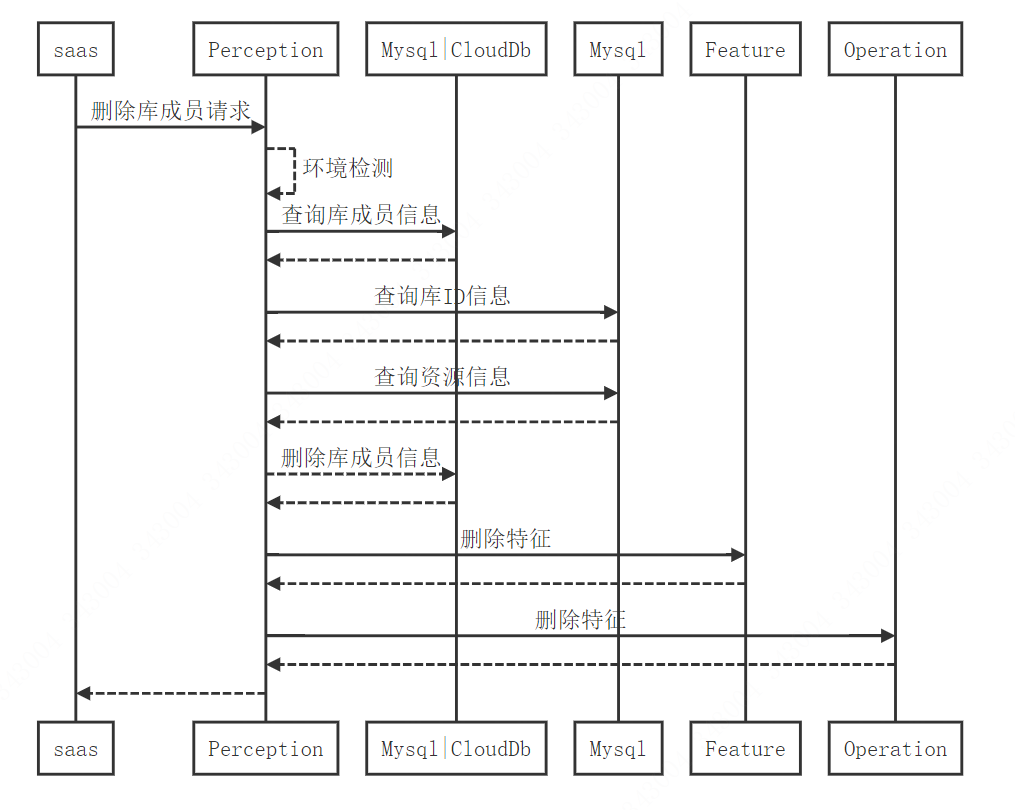 saas
Perception
Mysql|CloudDb
Mysql
Feature
Operation
删除库成员请求
环境检测
查询库成员信息
查询库ID信息
查询资源信息
删除库成员信息
删除特征
删除特征
saas
Perception
Mysql|CloudDb
Mysql
Feature
Operation